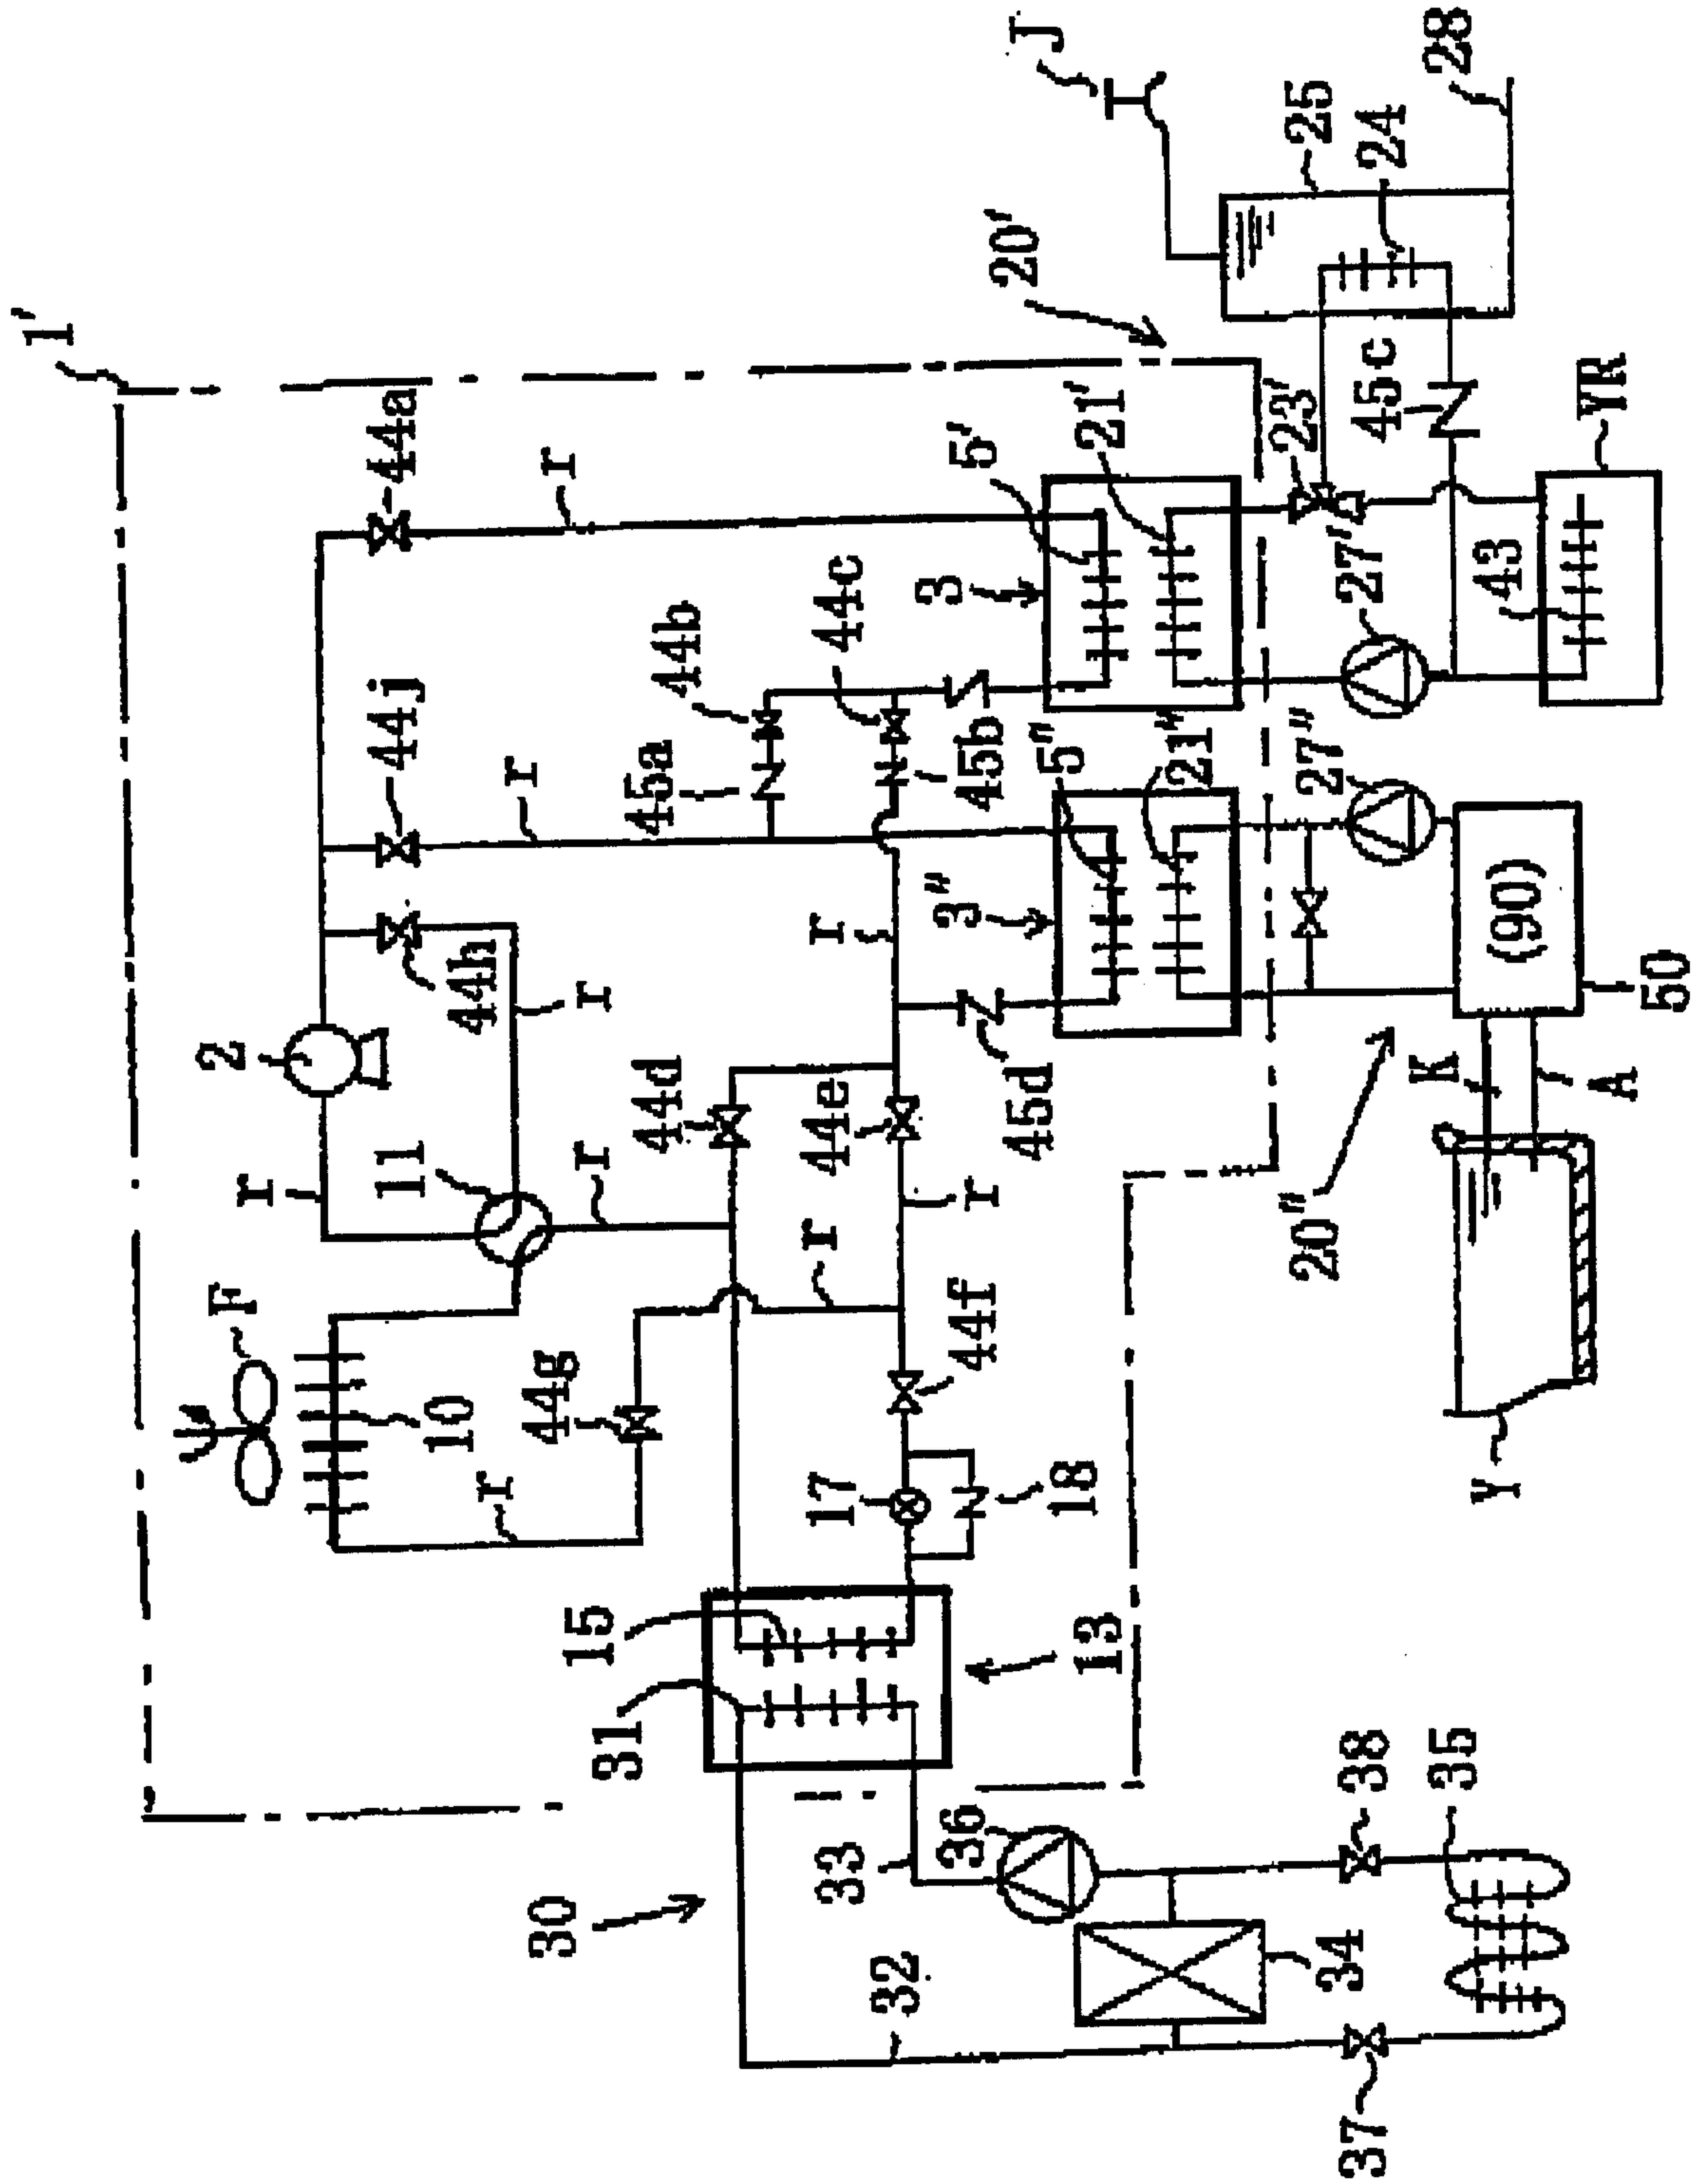 1'
2
F
r
11
44j
44a
10
44h
r
r
r
30
44g
15
r
r
31
44d
45a
44b
r
17
44e
r
44c
33
32
3"
3
36
44f
r
45b
5'
20'
J
45d
5"
18
13
21'
21"
20"
23'
25
27"
34
38
27'
45c
24
37
K
35
28
Y
43
(90)
YR
A
50